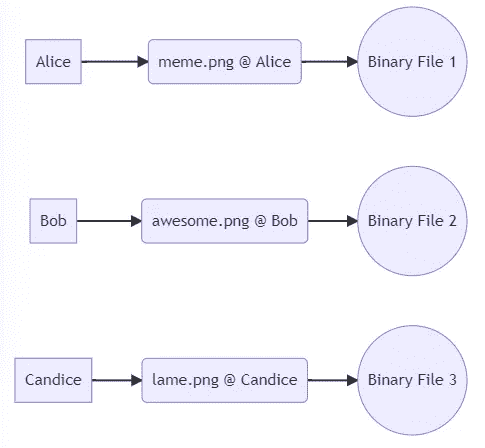 Alice
meme.png @ Alice
Binary File 1
Bob
awesome.png @ Bob
Binary File 2
Candice
lame.png @ Candice
Binary File 3